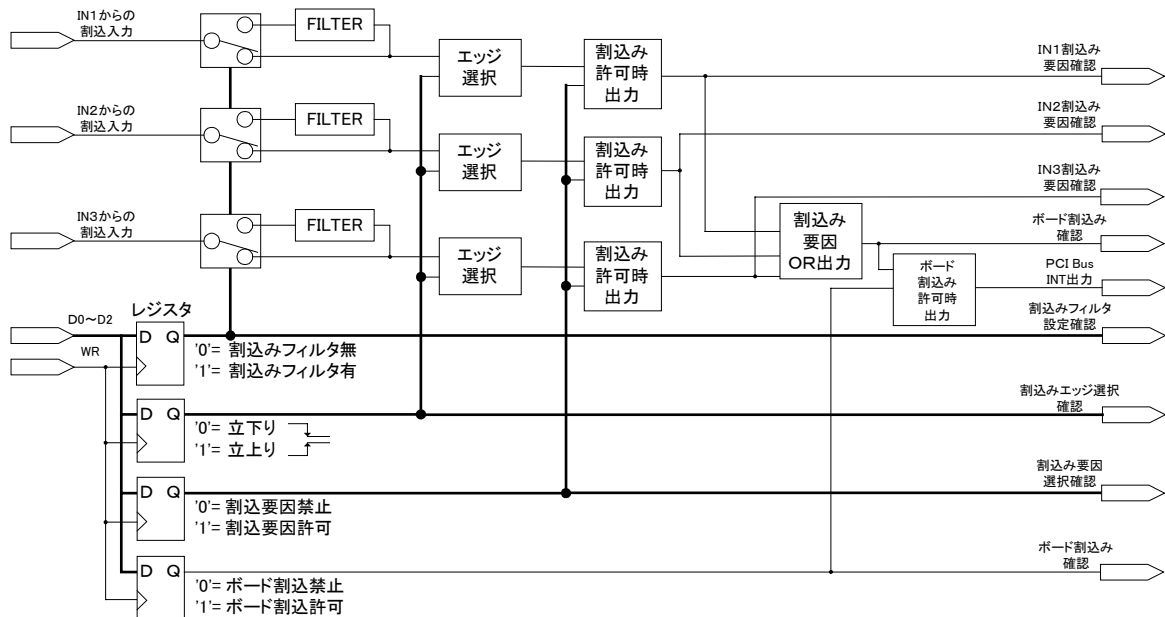 IN1からの
割込入力
FILTER
エッジ
選択
割込み
許可時
出力
IN1割込み
要因確認
IN2からの
割込入力
FILTER
エッジ
選択
割込み
許可時
出力
IN2割込み
要因確認
IN3からの
割込入力
FILTER
エッジ
選択
割込み
許可時
出力
IN3割込み
要因確認
割込み
要因
OR出力
ボード割込み
確認
ボード
割込み
許可時
出力
PCI Bus
INT出力
D0～D2
WR
レジスタ
D Q
'0'= 割込みフィルタ無
'1'= 割込みフィルタ有
割込みフィルタ
設定確認
D Q
'0'= 立下り
'1'= 立上り
割込みエッジ選択
確認
D Q
'0'= 割込要因禁止
'1'= 割込要因許可
割込み要因
選択確認
D Q
'0'= ボード割込禁止
'1'= ボード割込許可
ボード割込み
確認